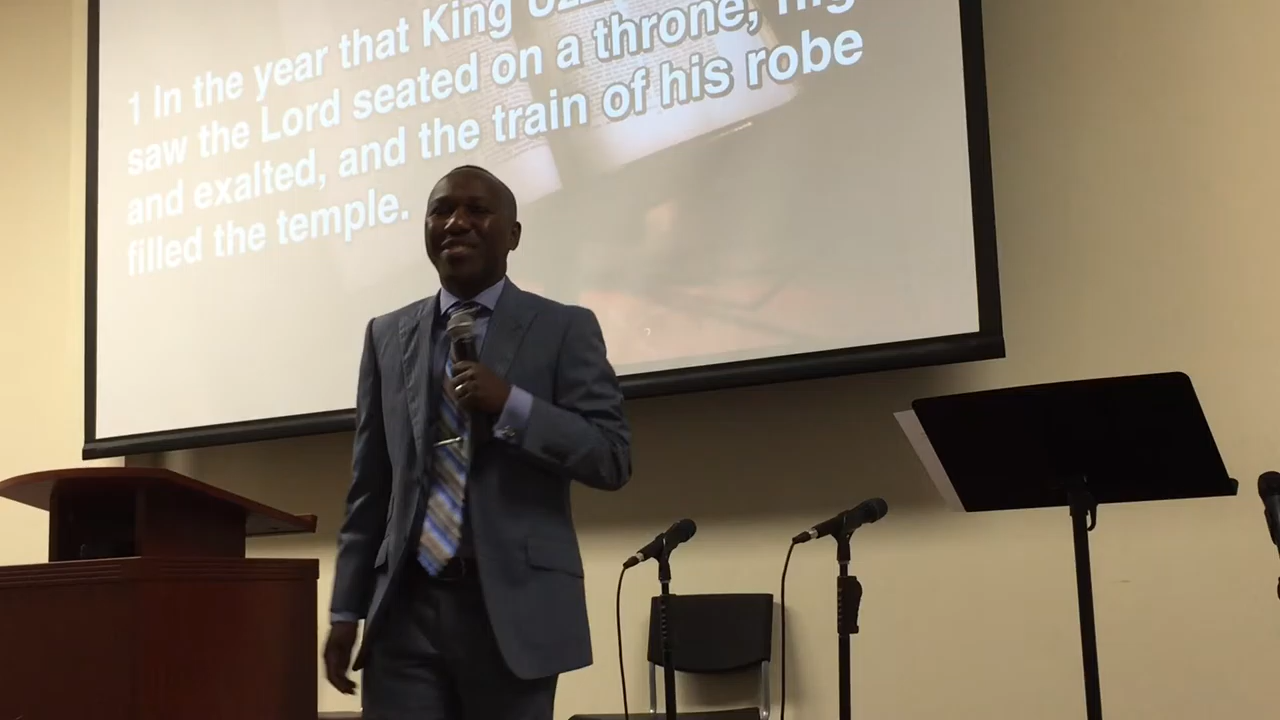 1 In the year that King
saw the Lord seated on a throne,
and exalted, and the train of his robe
filled the temple.